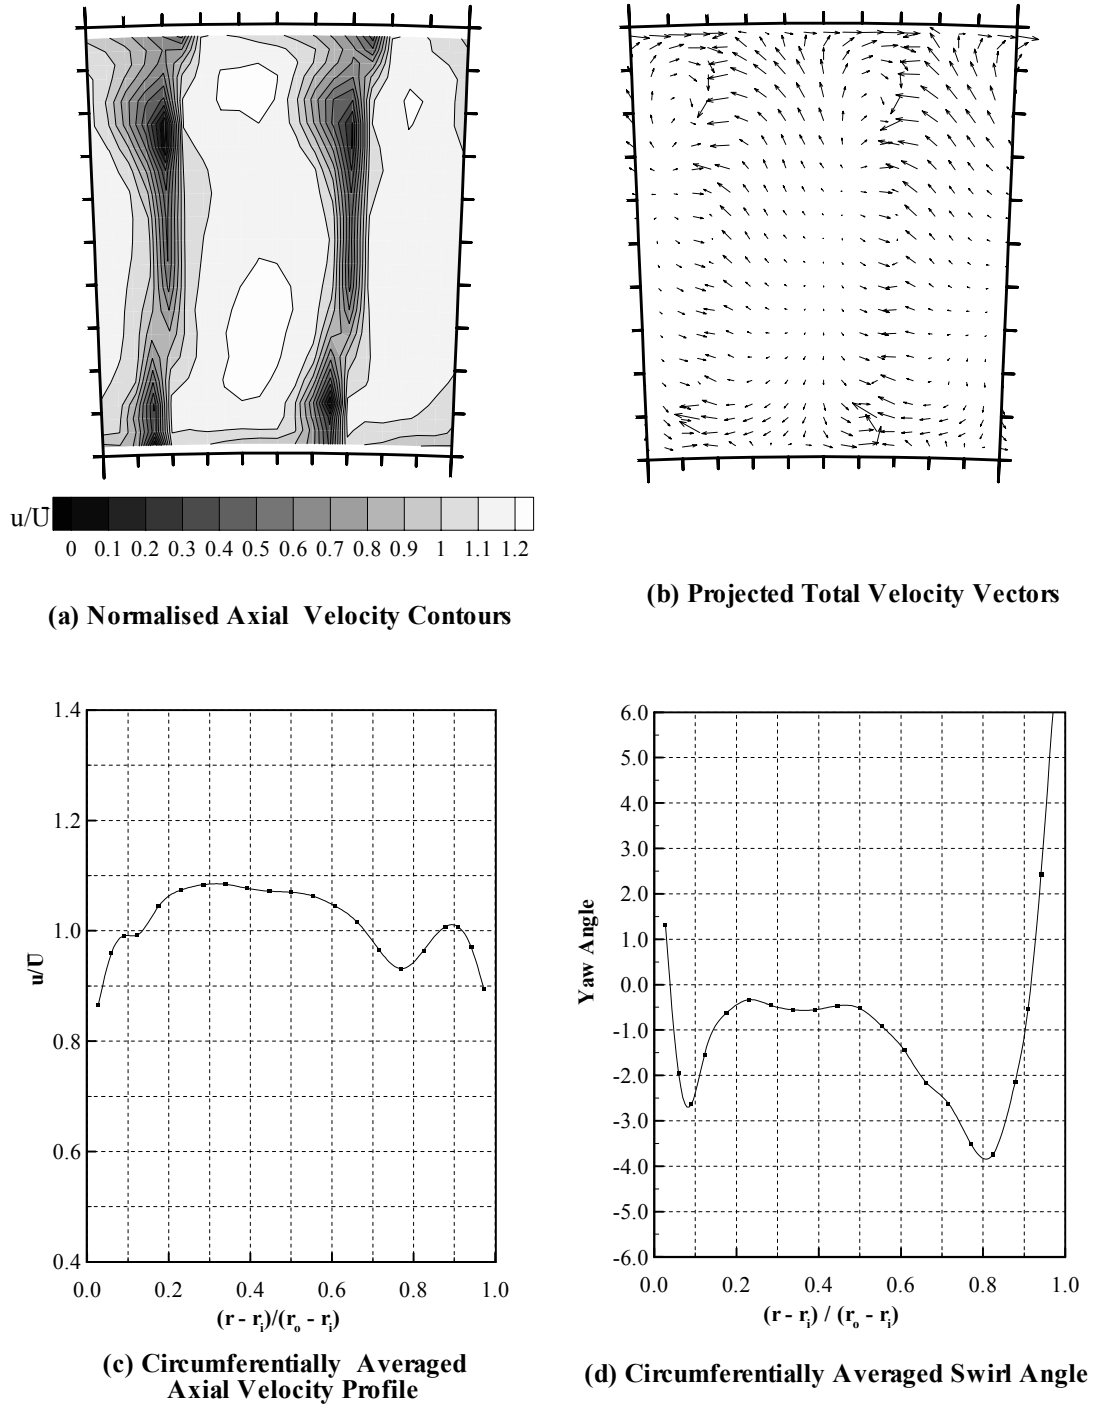 u/U̅
0 0.1 0.2 0.3 0.4 0.5 0.6 0.7 0.8 0.9 1 1.1 1.2
(a) Normalised Axial Velocity Contours
(b) Projected Total Velocity Vectors
1.4
1.2
1.0
0.8
0.6
0.4
u/U̅
0.0 0.2 0.4 0.6 0.8 1.0
(r - rᵢ)/(rₒ - rᵢ)
(c) Circumferentially Averaged
Axial Velocity Profile
6.0
5.0
4.0
3.0
2.0
1.0
0.0
-1.0
-2.0
-3.0
-4.0
-5.0
-6.0
Yaw Angle
0.0 0.2 0.4 0.6 0.8 1.0
(r - rᵢ) / (rₒ - rᵢ)
(d) Circumferentially Averaged Swirl Angle